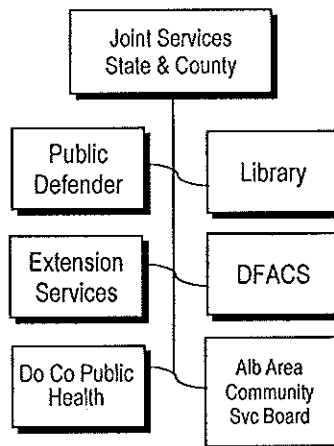 Joint Services
State & County
Public
Defender
Library
Extension
Services
DFACS
Do Co Public
Health
Alb Area
Community
Svc Board